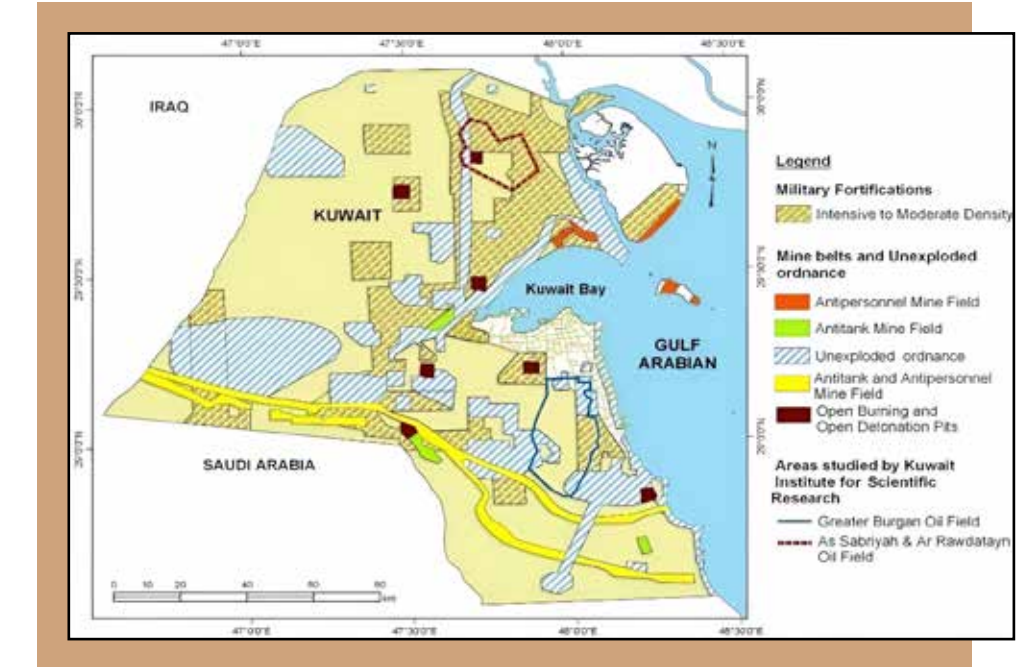 47°0'0"E 47°30'0"E 48°0'0"E 48°30'0"E
30°0'0"N 30°0'0"N
IRAQ
N
KUWAIT
29°30'0"N 29°30'0"N
Kuwait Bay
GULF
ARABIAN
29°0'0"N 29°0'0"N
SAUDI ARABIA
0 10 20 40 60 80
km
47°0'0"E 47°30'0"E 48°0'0"E 48°30'0"E
Legend
Military Fortifications
Intensive to Moderate Density
Mine belts and Unexploded
ordnance
Antipersonnel Mine Field
Antitank Mine Field
Unexploded ordnance
Antitank and Antipersonnel
Mine Field
Open Burning and
Open Detonation Pits
Areas studied by Kuwait
Institute for Scientific
Research
Greater Burgan Oil Field
As Sabriyah & Ar Rawdatayn
Oil Field